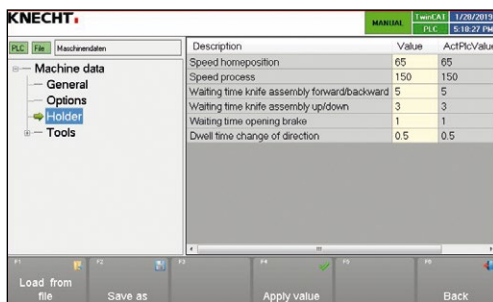 KNECHT.
MANUAL
TwinCAT
PLC
1/20/2019
5:10:27 PM
PLC File Maschinendaten
Machine data
General
Options
Holder
Tools
Description Value ActPlcValue
Speed homeposition 65 65
Speed process 150 150
Waiting time knife assembly forward/backward 5 5
Waiting time knife assembly up/down 3 3
Waiting time opening brake 1 1
Dwell time change of direction 0.5 0.5
F1 F2 F3 F4 F5 F8
Load from file
Save as
Apply value
Back